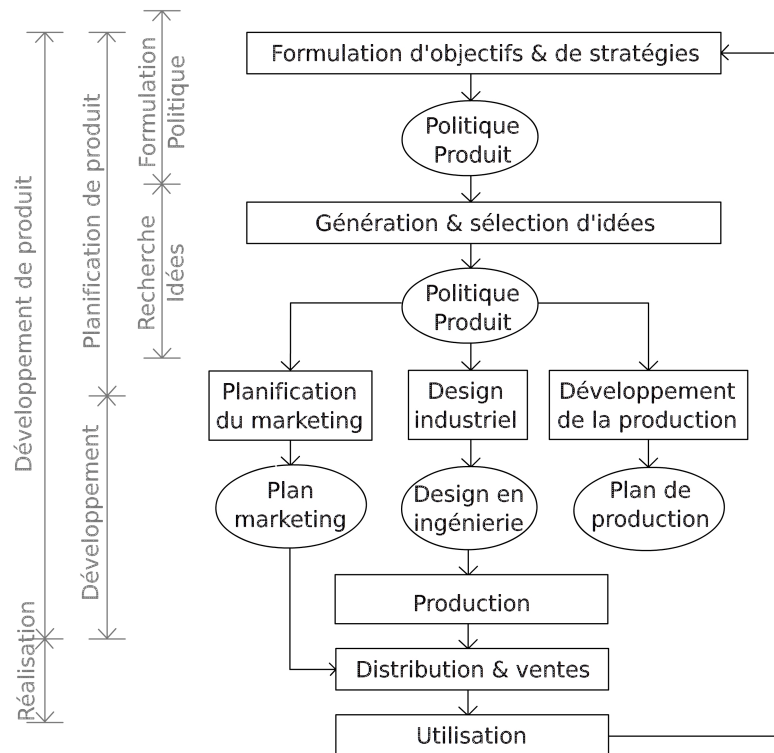 Formulation d'objectifs & de stratégies
Politique
Produit
Génération & sélection d'idées
Politique
Produit
Planification
du marketing
Design
industriel
Développement
de la production
Plan
marketing
Design en
ingénierie
Plan de
production
Production
Distribution & ventes
Utilisation
Développement de produit
Réalisation
Planification de produit
Développement
Formulation
Politique
Recherche
Idées